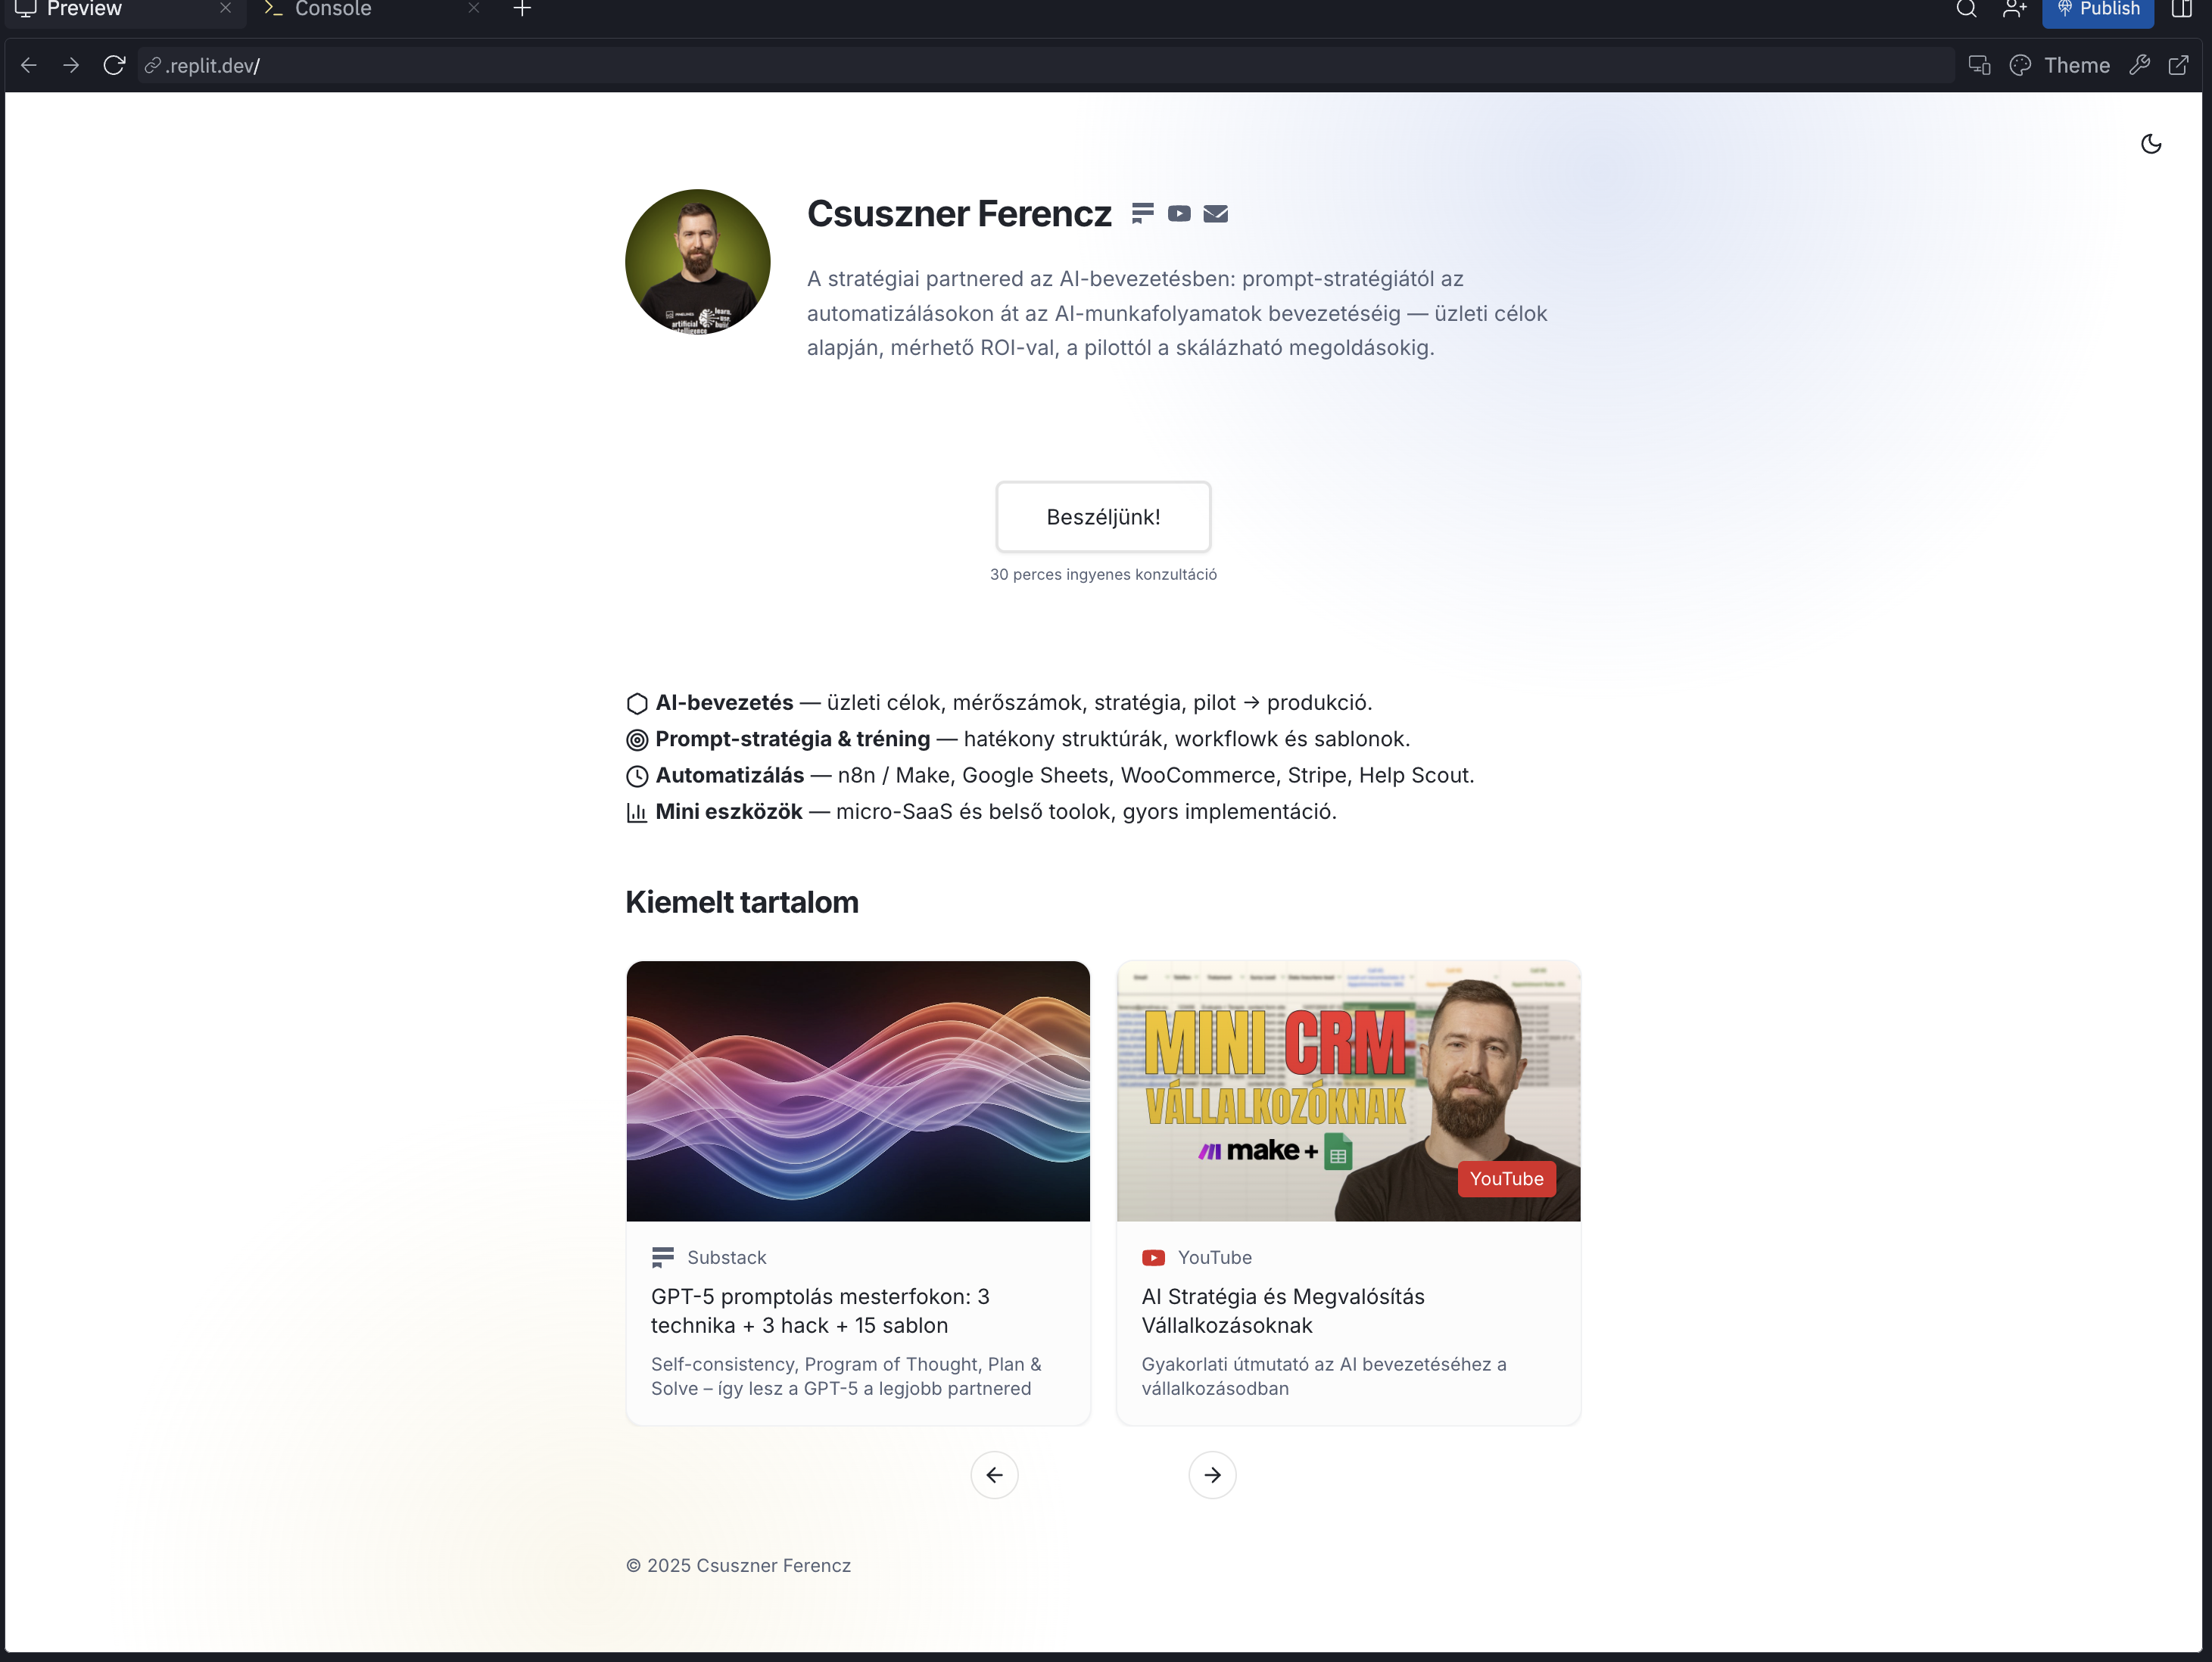 Preview
Console
Publish
.replit.dev/
Theme
Csuszner Ferencz
A stratégiai partnered az AI-bevezetésben: prompt-stratégiától az
automatizálásokon át az AI-munkafolyamatok bevezetéséig — üzleti célok
alapján, mérhető ROI-val, a pilottól a skálázható megoldásokig.
Beszéljünk!
30 perces ingyenes konzultáció
AI-bevezetés — üzleti célok, mérőszámok, stratégia, pilot → produkció.
Prompt-stratégia & tréning — hatékony struktúrák, workflowk és sablonok.
Automatizálás — n8n / Make, Google Sheets, WooCommerce, Stripe, Help Scout.
Mini eszközök — micro-SaaS és belső toolok, gyors implementáció.
Kiemelt tartalom
MINI CRM
VÁLLALKOZÓKNAK
make +
YouTube
Substack
GPT-5 promptolás mesterfokon: 3
technika + 3 hack + 15 sablon
Self-consistency, Program of Thought, Plan &
Solve – így lesz a GPT-5 a legjobb partnered
YouTube
AI Stratégia és Megvalósítás
Vállalkozásoknak
Gyakorlati útmutató az AI bevezetéséhez a
vállalkozásodban
© 2025 Csuszner Ferencz